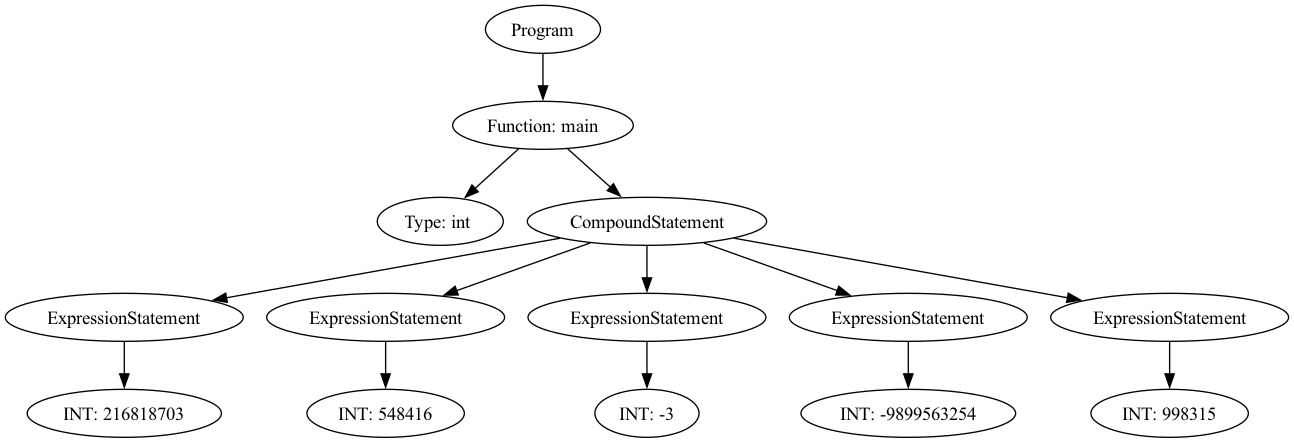 Program
Function: main
Type: int
CompoundStatement
ExpressionStatement
ExpressionStatement
ExpressionStatement
ExpressionStatement
ExpressionStatement
INT: 216818703
INT: 548416
INT: -3
INT: -9899563254
INT: 998315